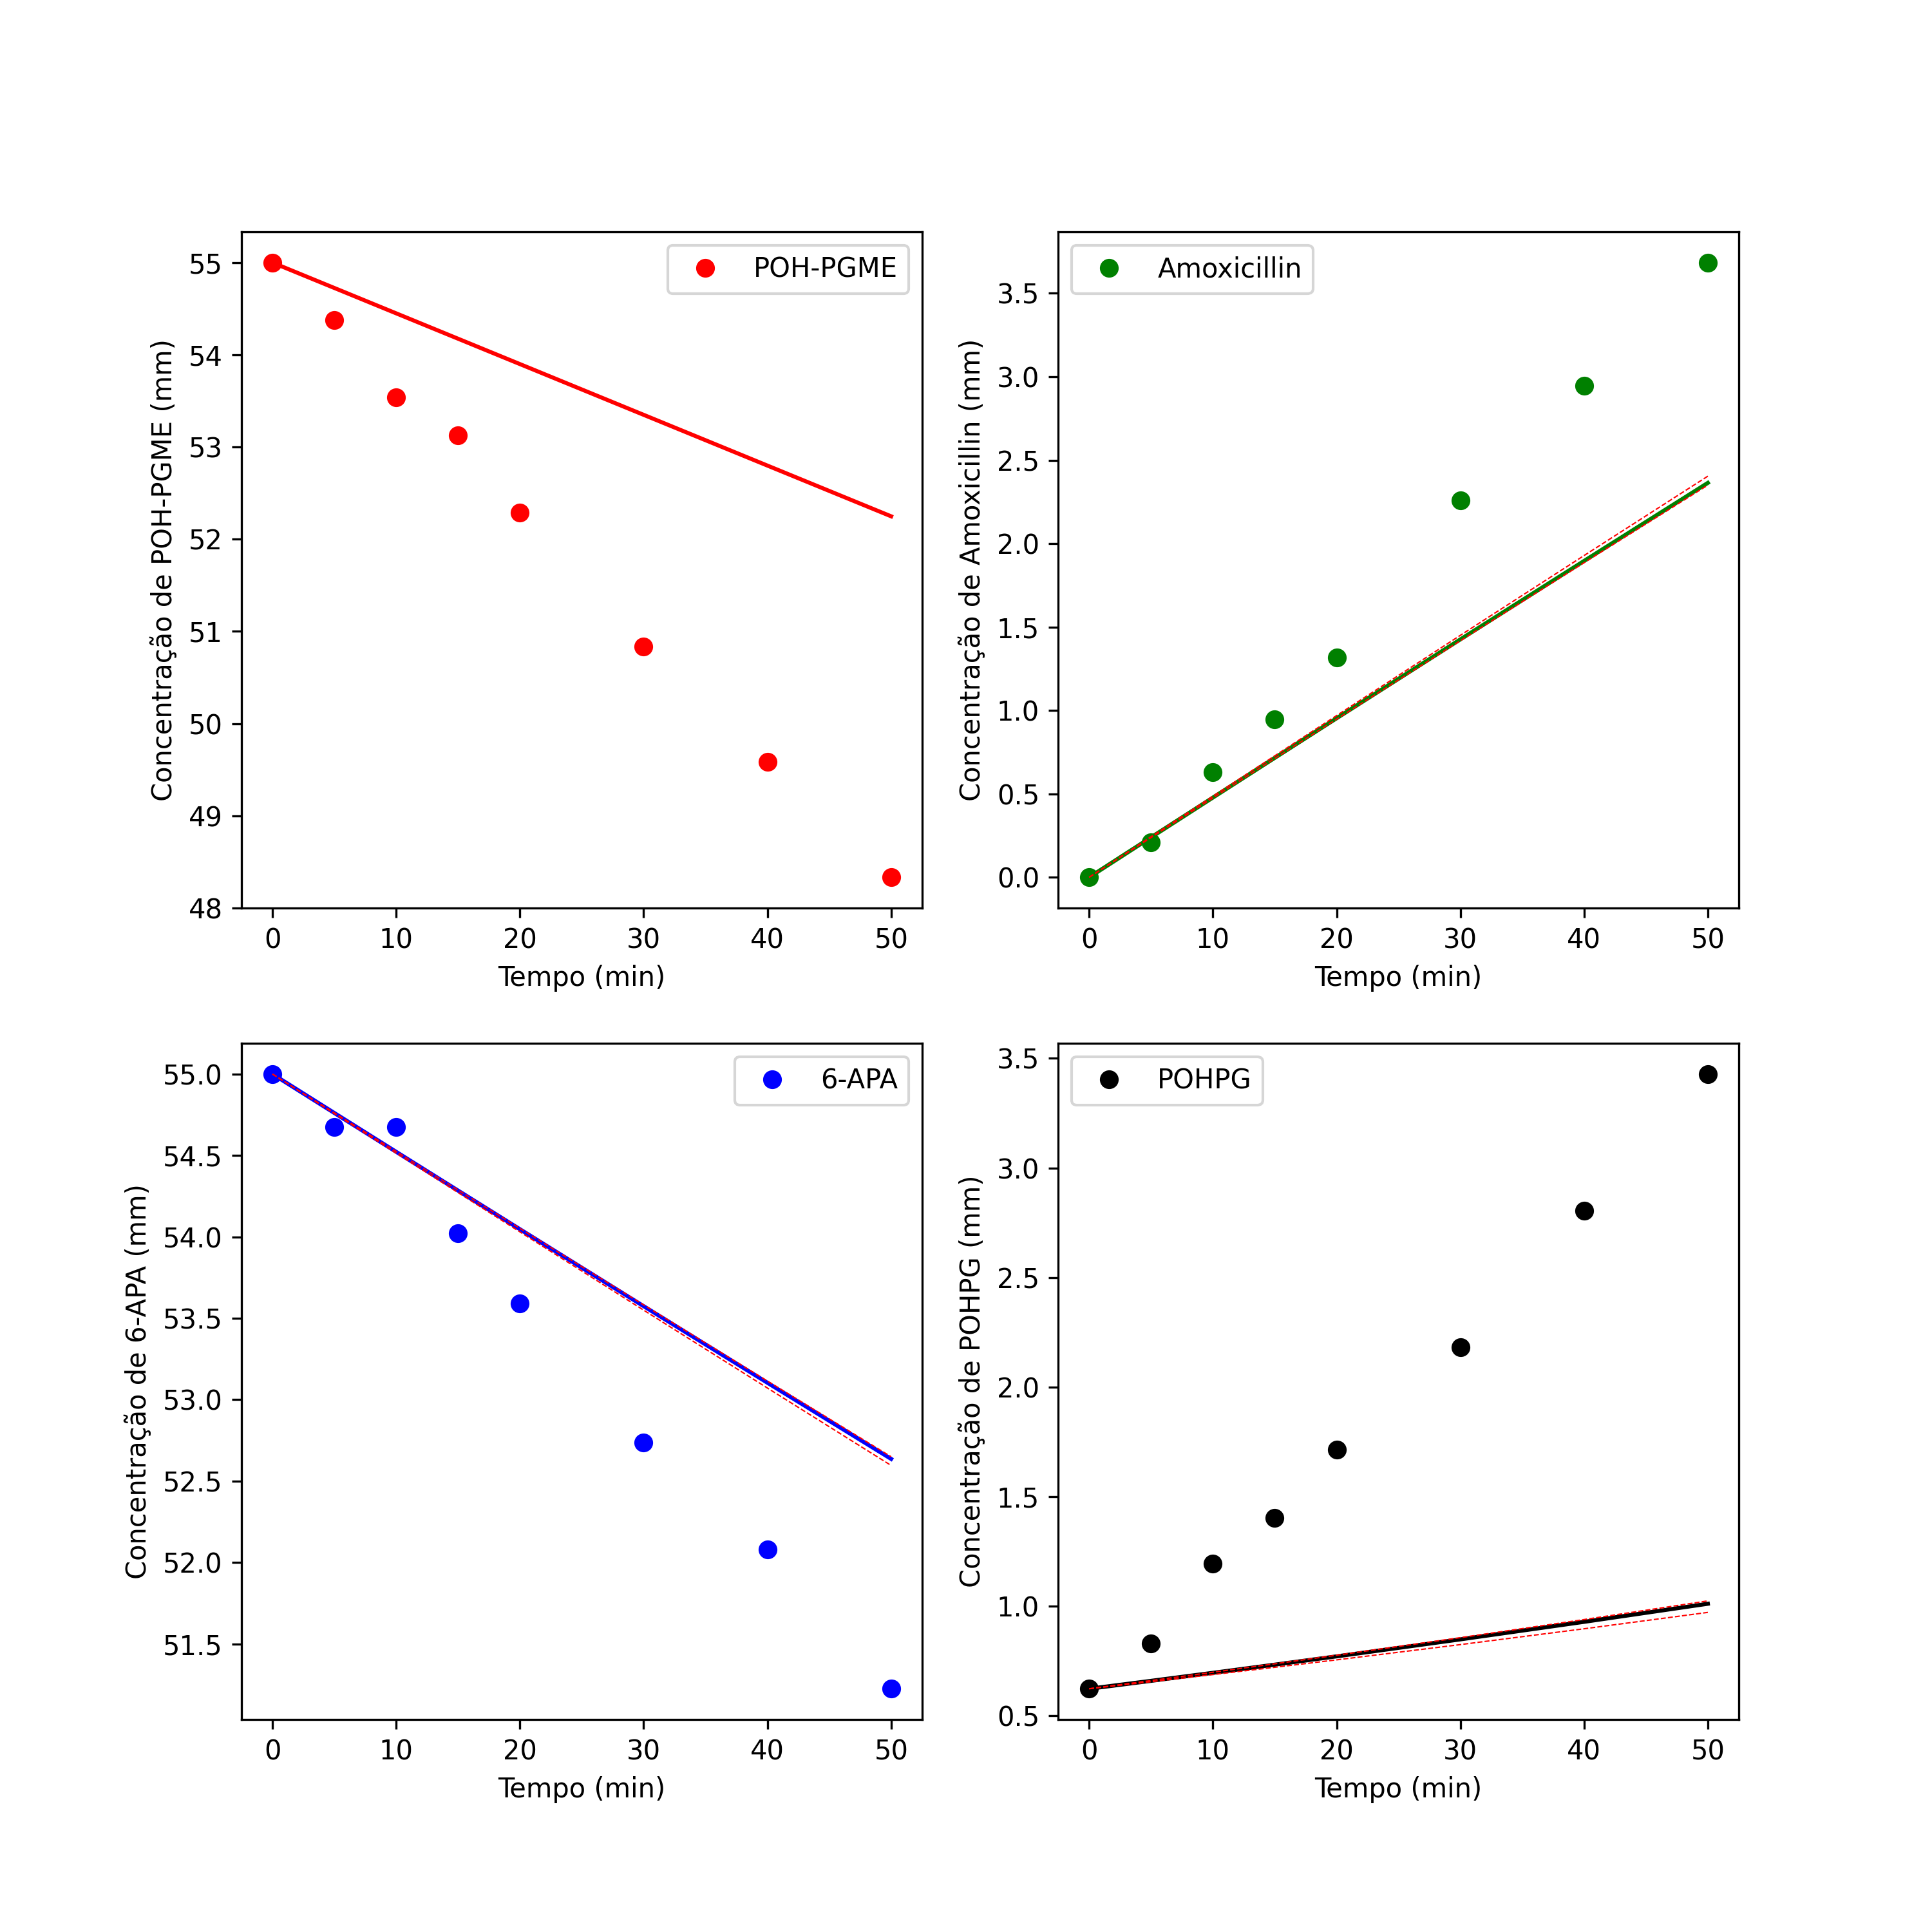 POH-PGME
Concentração de POH-PGME (mm)
55
54
53
52
51
50
49
48
0 10 20 30 40 50
Tempo (min)
Amoxicillin
Concentração de Amoxicillin (mm)
3.5
3.0
2.5
2.0
1.5
1.0
0.5
0.0
0 10 20 30 40 50
Tempo (min)
6-APA
Concentração de 6-APA (mm)
55.0
54.5
54.0
53.5
53.0
52.5
52.0
51.5
0 10 20 30 40 50
Tempo (min)
POHPG
Concentração de POHPG (mm)
3.5
3.0
2.5
2.0
1.5
1.0
0.5
0 10 20 30 40 50
Tempo (min)